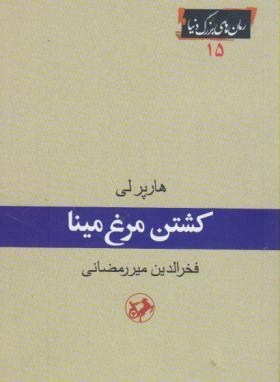 رمان های بزرگ دنیا
۱۵
هارپر لی
کشتن مرغ مینا
فخرالدین میررمضانی